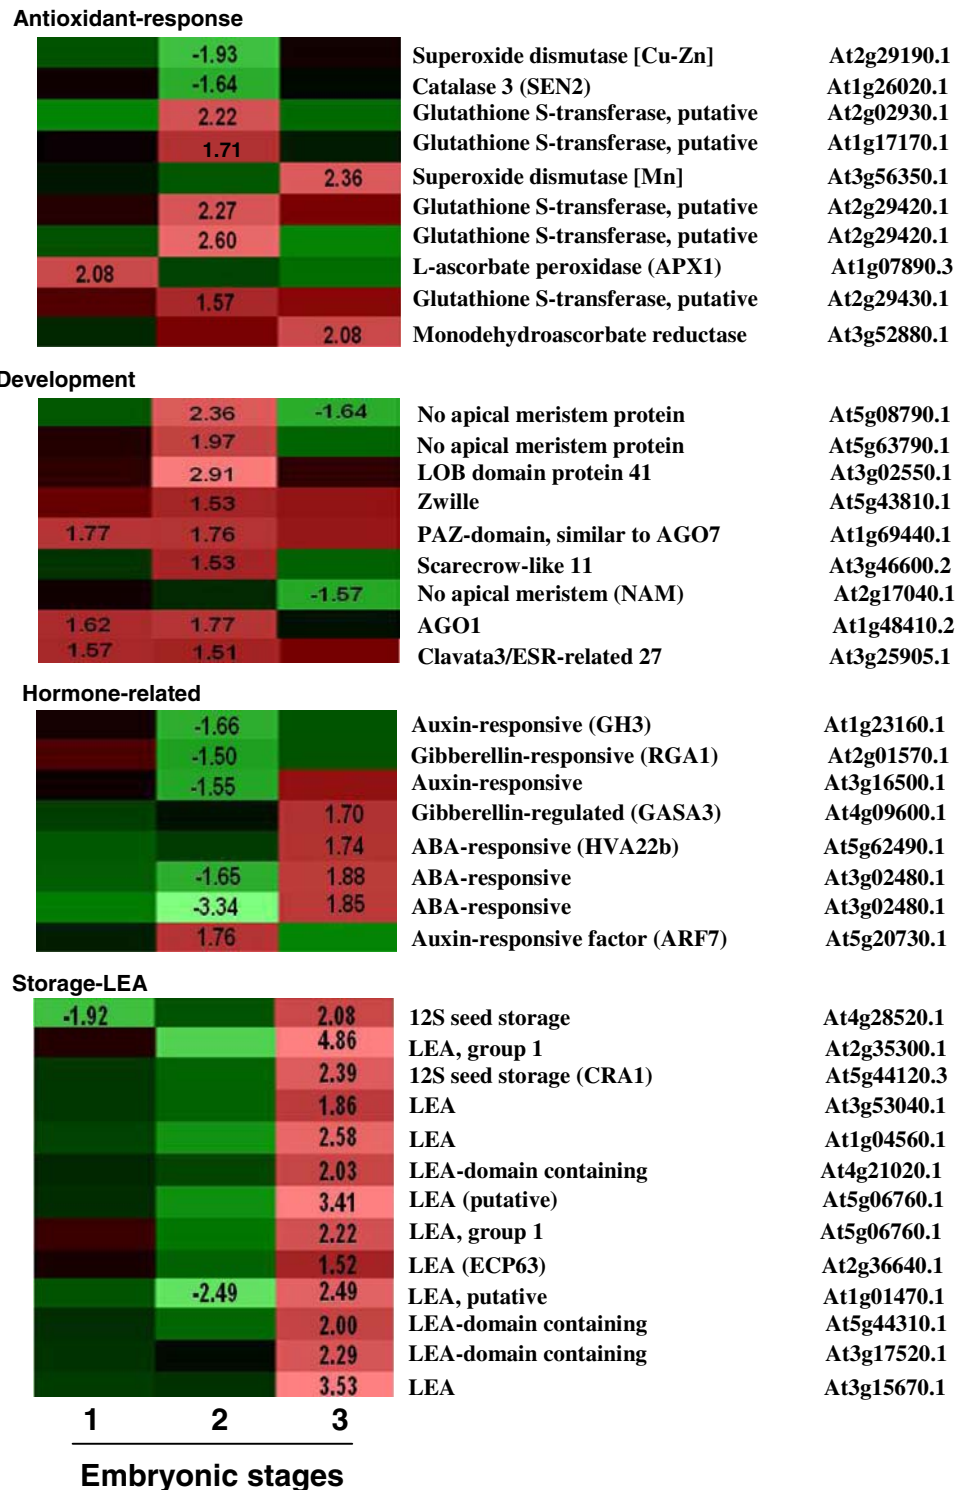 Antioxidant-response
-1.93 Superoxide dismutase [Cu-Zn] At2g29190.1
-1.64 Catalase 3 (SEN2) At1g26020.1
2.22 Glutathione S-transferase, putative At2g02930.1
1.71 Glutathione S-transferase, putative At1g17170.1
2.36 Superoxide dismutase [Mn] At3g56350.1
2.27 Glutathione S-transferase, putative At2g29420.1
2.60 Glutathione S-transferase, putative At2g29420.1
2.08 L-ascorbate peroxidase (APX1) At1g07890.3
1.57 Glutathione S-transferase, putative At2g29430.1
2.08 Monodehydroascorbate reductase At3g52880.1
Development
2.36 -1.64 No apical meristem protein At5g08790.1
1.97 No apical meristem protein At5g63790.1
2.91 LOB domain protein 41 At3g02550.1
1.53 Zwille At5g43810.1
1.77 1.76 PAZ-domain, similar to AGO7 At1g69440.1
1.53 Scarecrow-like 11 At3g46600.2
-1.57 No apical meristem (NAM) At2g17040.1
1.62 1.77 AGO1 At1g48410.2
1.57 1.51 Clavata3/ESR-related 27 At3g25905.1
Hormone-related
-1.66 Auxin-responsive (GH3) At1g23160.1
-1.50 Gibberellin-responsive (RGA1) At2g01570.1
-1.55 Auxin-responsive At3g16500.1
1.70 Gibberellin-regulated (GASA3) At4g09600.1
1.74 ABA-responsive (HVA22b) At5g62490.1
-1.65 1.88 ABA-responsive At3g02480.1
-3.34 1.85 ABA-responsive At3g02480.1
1.76 Auxin-responsive factor (ARF7) At5g20730.1
Storage-LEA
-1.92 2.08 12S seed storage At4g28520.1
4.86 LEA, group 1 At2g35300.1
2.39 12S seed storage (CRA1) At5g44120.3
1.86 LEA At3g53040.1
2.58 LEA At1g04560.1
2.03 LEA-domain containing At4g21020.1
3.41 LEA (putative) At5g06760.1
2.22 LEA, group 1 At5g06760.1
1.52 LEA (ECP63) At2g36640.1
-2.49 2.49 LEA, putative At1g01470.1
2.00 LEA-domain containing At5g44310.1
2.29 LEA-domain containing At3g17520.1
3.53 LEA At3g15670.1
1 2 3
Embryonic stages